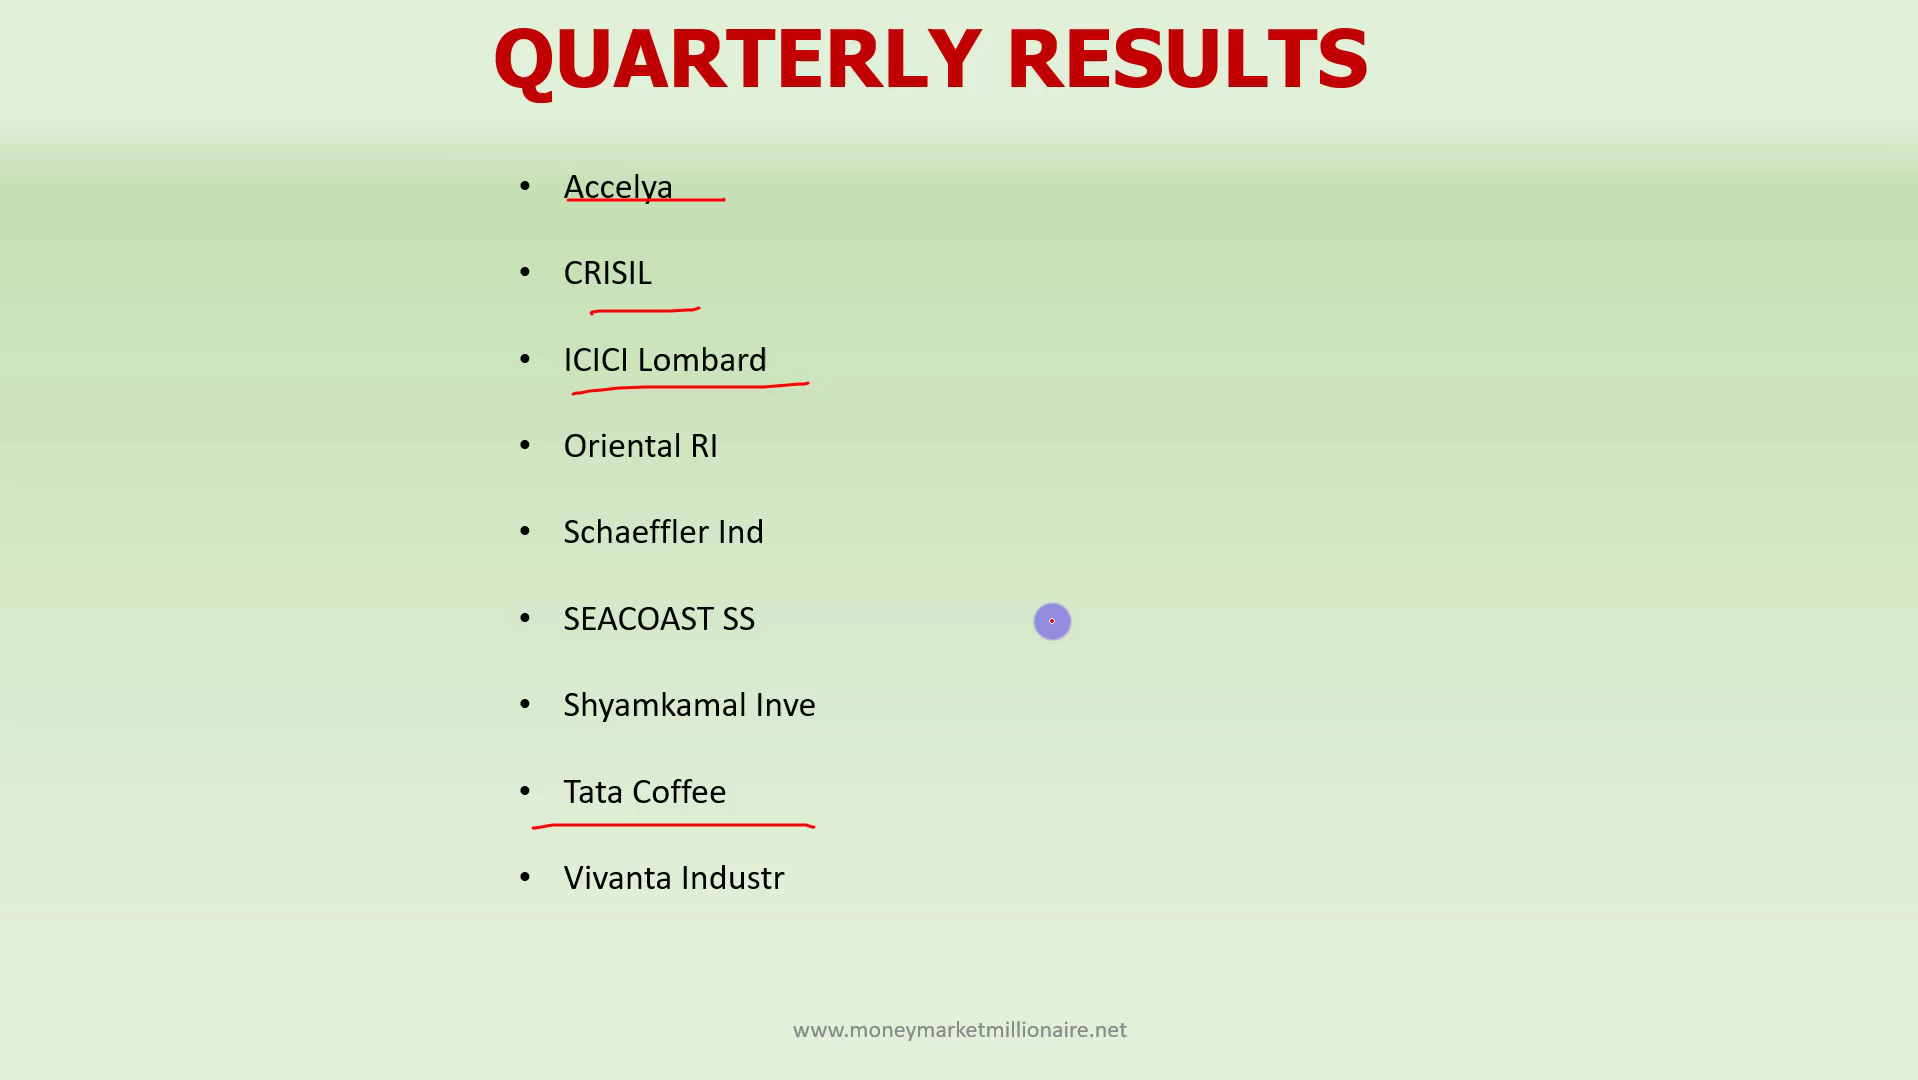 QUARTERLY RESULTS
• Accelya
• CRISIL
• ICICI Lombard
• Oriental RI
• Schaeffler Ind
• SEACOAST SS
• Shyamkamal Inve
• Tata Coffee
• Vivanta Industr
www.moneymarketmillionaire.net